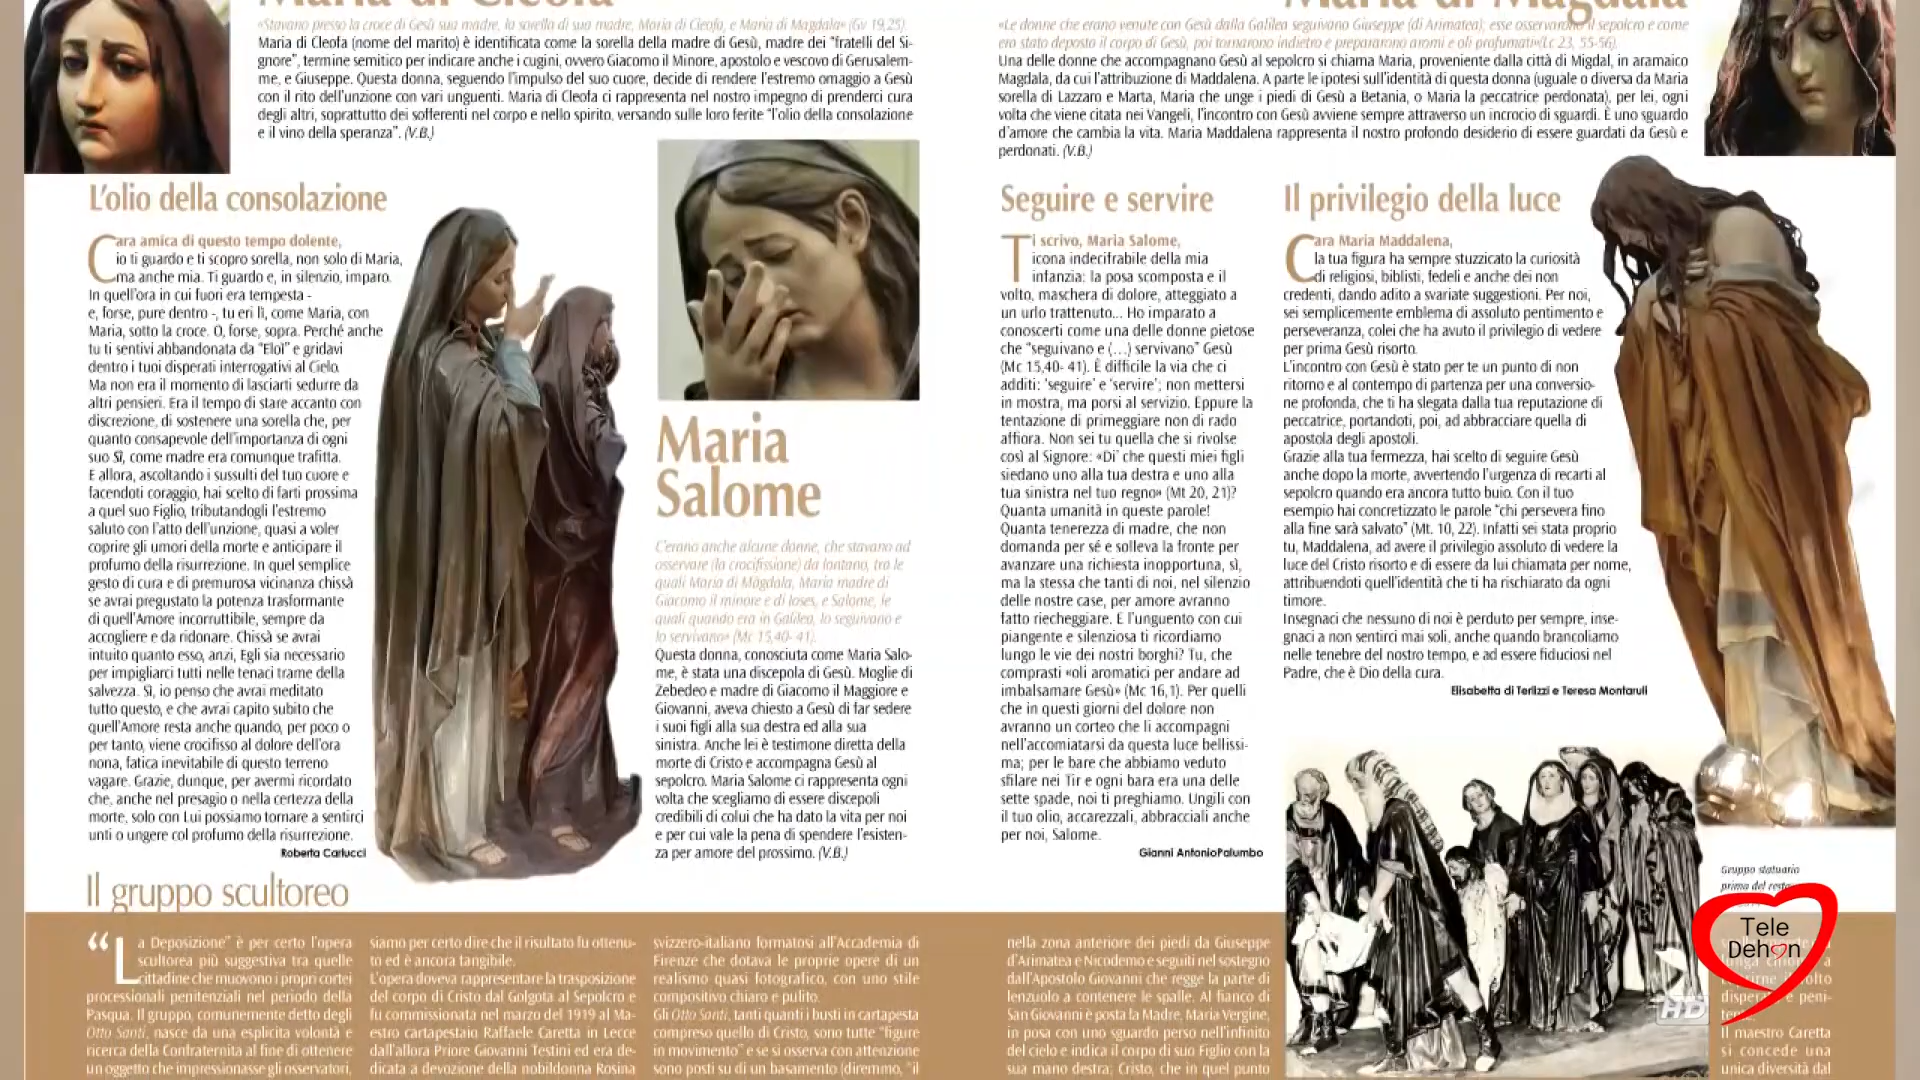 Maria di Cleofa
«Stavano presso la croce di Gesù sua madre, la sorella di sua madre, Maria di Cleofa, e Maria di Magdala» (Gv 19,25).
Maria di Cleofa (nome del marito) è identificata come la sorella della madre di Gesù, madre dei "fratelli del Si-
gnore", termine semitico per indicare anche i cugini, ovvero Giacomo il Minore, apostolo e vescovo di Gerusalem-
me, e Giuseppe. Questa donna, seguendo l'impulso del suo cuore, decide di rendere l'estremo omaggio a Gesù
con il rito dell'unzione con vari unguenti. Maria di Cleofa ci rappresenta nel nostro impegno di prenderci cura
degli altri, soprattutto dei sofferenti nel corpo e nello spirito, versando sulle loro ferite "l'olio della consolazione
e il vino della speranza". (V.B.)
L'olio della consolazione
Cara amica di questo tempo dolente,
io ti guardo e ti scopro sorella, non solo di Maria,
ma anche mia. Ti guardo e, in silenzio, imparo.
In quell'ora in cui fuori era tempesta -
e, forse, pure dentro -, tu eri lì, come Maria, con
Maria, sotto la croce. O, forse, sopra. Perché anche
tu ti sentivi abbandonata da "Eloì" e gridavi
dentro i tuoi disperati interrogativi al Cielo.
Ma non era il momento di lasciarti sedurre da
altri pensieri. Era il tempo di stare accanto con
discrezione, di sostenere una sorella che, per
quanto consapevole dell'importanza di ogni
suo Sì, come madre era comunque trafitta.
E allora, ascoltando i sussulti del tuo cuore e
facendoti coraggio, hai scelto di farti prossima
a quel suo Figlio, tributandogli l'estremo
saluto con l'atto dell'unzione, quasi a voler
coprire gli umori della morte e anticipare il
profumo della risurrezione. In quel semplice
gesto di cura e di premurosa vicinanza chissà
se avrai pregustato la potenza trasformante
di quell'Amore incorruttibile, sempre da
accogliere e da ridonare. Chissà se avrai
intuito quanto esso, anzi, Egli sia necessario
per impigliarci tutti nelle tenaci trame della
salvezza. Sì, io penso che avrai meditato
tutto questo, e che avrai capito subito che
quell'Amore resta anche quando, per poco o
per tanto, viene crocifisso al dolore dell'ora
nona, fatica inevitabile di questo terreno
vagare. Grazie, dunque, per avermi ricordato
che, anche nel presagio o nella certezza della
morte, solo con Lui possiamo tornare a sentirci
unti o ungere col profumo della risurrezione.
Roberta Carlucci
Maria
Salome
C'erano anche alcune donne, che stavano ad
osservare (la crocifissione) da lontano, tra le
quali Maria di Màgdala, Maria madre di
Giacomo il minore e di Ioses, e Salome, le
quali quando era in Galilea, lo seguivano e
lo servivano» (Mc 15,40- 41).
Questa donna, conosciuta come Maria Salo-
me, è stata una discepola di Gesù. Moglie di
Zebedeo e madre di Giacomo il Maggiore e
Giovanni, aveva chiesto a Gesù di far sedere
i suoi figli alla sua destra ed alla sua
sinistra. Anche lei è testimone diretta della
morte di Cristo e accompagna Gesù al
sepolcro. Maria Salome ci rappresenta ogni
volta che scegliamo di essere discepoli
credibili di colui che ha dato la vita per noi
e per cui vale la pena di spendere l'esisten-
za per amore del prossimo. (V.B.)
Maria di Magdala
«Le donne che erano venute con Gesù dalla Galilea seguivano Giuseppe (di Arimatea); esse osservarono il sepolcro e come
era stato deposto il corpo di Gesù, poi tornarono indietro e prepararono aromi e oli profumati»(Lc 23, 55-56).
Una delle donne che accompagnano Gesù al sepolcro si chiama Maria, proveniente dalla città di Migdal, in aramaico
Magdala, da cui l'attribuzione di Maddalena. A parte le ipotesi sull'identità di questa donna (uguale o diversa da Maria
sorella di Lazzaro e Marta, Maria che unge i piedi di Gesù a Betania, o Maria la peccatrice perdonata), per lei, ogni
volta che viene citata nei Vangeli, l'incontro con Gesù avviene sempre attraverso un incrocio di sguardi. È uno sguardo
d'amore che cambia la vita. Maria Maddalena rappresenta il nostro profondo desiderio di essere guardati da Gesù e
perdonati. (V.B.)
Seguire e servire
Ti scrivo, Maria Salome,
icona indecifrabile della mia
infanzia: la posa scomposta e il
volto, maschera di dolore, atteggiato a
un urlo trattenuto... Ho imparato a
conoscerti come una delle donne pietose
che "seguivano e (...) servivano" Gesù
(Mc 15,40- 41). È difficile la via che ci
additi: 'seguire' e 'servire'; non mettersi
in mostra, ma porsi al servizio. Eppure la
tentazione di primeggiare non di rado
affiora. Non sei tu quella che si rivolse
così al Signore: «Di' che questi miei figli
siedano uno alla tua destra e uno alla
tua sinistra nel tuo regno» (Mt 20, 21)?
Quanta umanità in queste parole!
Quanta tenerezza di madre, che non
domanda per sé e solleva la fronte per
avanzare una richiesta inopportuna, sì,
ma la stessa che tanti di noi, nel silenzio
delle nostre case, per amore avranno
fatto riecheggiare. E l'unguento con cui
piangente e silenziosa ti ricordiamo
lungo le vie dei nostri borghi? Tu, che
comprasti «oli aromatici per andare ad
imbalsamare Gesù» (Mc 16,1). Per quelli
che in questi giorni del dolore non
avranno un corteo che li accompagni
nell'accomiatarsi da questa luce bellissi-
ma; per le bare che abbiamo veduto
sfilare nei Tir e ogni bara era una delle
sette spade, noi ti preghiamo. Ungili con
il tuo olio, accarezzali, abbracciali anche
per noi, Salome.
Gianni AntonioPalumbo
Il privilegio della luce
Cara Maria Maddalena,
la tua figura ha sempre stuzzicato la curiosità
di religiosi, biblisti, fedeli e anche dei non
credenti, dando adito a svariate suggestioni. Per noi,
sei semplicemente emblema di assoluto pentimento e
perseveranza, colei che ha avuto il privilegio di vedere
per prima Gesù risorto.
L'incontro con Gesù è stato per te un punto di non
ritorno e al contempo di partenza per una conversio-
ne profonda, che ti ha slegata dalla tua reputazione di
peccatrice, portandoti, poi, ad abbracciare quella di
apostola degli apostoli.
Grazie alla tua fermezza, hai scelto di seguire Gesù
anche dopo la morte, avvertendo l'urgenza di recarti al
sepolcro quando era ancora tutto buio. Con il tuo
esempio hai concretizzato le parole "chi persevera fino
alla fine sarà salvato" (Mt. 10, 22). Infatti sei stata proprio
tu, Maddalena, ad avere il privilegio assoluto di vedere la
luce del Cristo risorto e di essere da lui chiamata per nome,
attribuendoti quell'identità che ti ha rischiarato da ogni
timore.
Insegnaci che nessuno di noi è perduto per sempre, inse-
gnaci a non sentirci mai soli, anche quando brancoliamo
nelle tenebre del nostro tempo, e ad essere fiduciosi nel
Padre, che è Dio della cura.
Elisabetta di Terlizzi e Teresa Montaruli
Gruppo statuario
prima del
Il gruppo scultoreo
"La Deposizione" è per certo l'opera
scultorea più suggestiva tra quelle
cittadine che muovono i propri cortei
processionali penitenziali nel periodo della
Pasqua. Il gruppo, comunemente detto degli
Otto Santi, nasce da una esplicita volontà e
ricerca della Confraternita al fine di ottenere
un oggetto che impressionasse gli osservatori,
siamo per certo dire che il risultato fu ottenu-
to ed è ancora tangibile.
L'opera doveva rappresentare la trasposizione
del corpo di Cristo dal Golgota al Sepolcro e
fu commissionata nel marzo del 1919 al Ma-
estro cartapestaio Raffaele Caretta in Lecce
dall'allora Priore Giovanni Testini ed era de-
dicata a devozione della nobildonna Rosina
svizzero-italiano formatosi all'Accademia di
Firenze che dotava le proprie opere di un
realismo quasi fotografico, con uno stile
compositivo chiaro e pulito.
Gli Otto Santi, tanti quanti i busti in cartapesta
compreso quello di Cristo, sono tutte "figure
in movimento" e se si osserva con attenzione
sono posti su di un basamento (diremmo, "il
nella zona anteriore dei piedi da Giuseppe
d'Arimatea e Nicodemo e seguiti nel sostegno
dall'Apostolo Giovanni che regge la parte di
lenzuolo a contenere le spalle. Al fianco di
San Giovanni è posta la Madre, Maria Vergine,
in posa con uno sguardo perso nell'infinito
del cielo e indica il corpo di suo Figlio con la
sua mano destra; Cristo, che in quel punto
Il maestro Caretta
si concede una
unica diversità dal
Tele
Dehon
HD